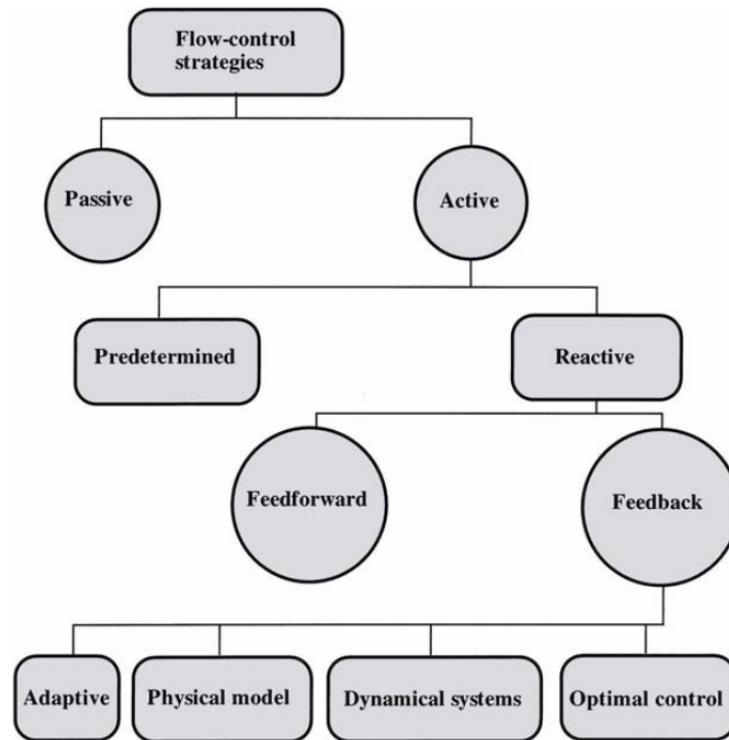 Flow-control
strategies
Passive
Active
Predetermined
Reactive
Feedforward
Feedback
Adaptive
Physical model
Dynamical systems
Optimal control